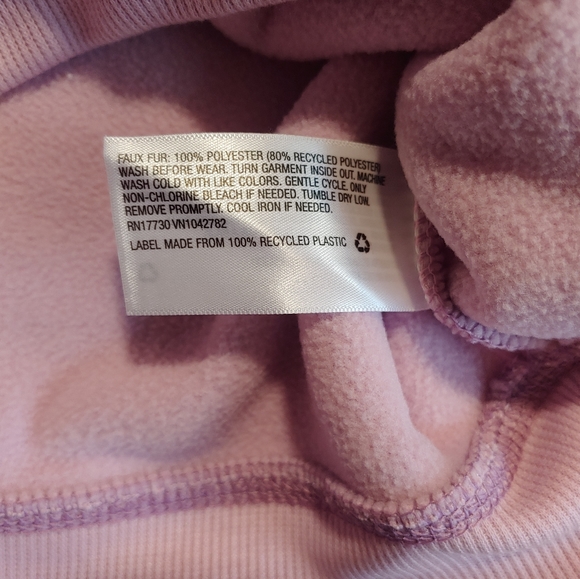 FAUX FUR: 100% POLYESTER (80% RECYCLED POLYESTER)
WASH BEFORE WEAR. TURN GARMENT INSIDE OUT. MACHINE
WASH COLD WITH LIKE COLORS. GENTLE CYCLE. ONLY
NON-CHLORINE BLEACH IF NEEDED. TUMBLE DRY LOW.
REMOVE PROMPTLY. COOL IRON IF NEEDED.
RN17730 VN1042782
LABEL MADE FROM 100% RECYCLED PLASTIC